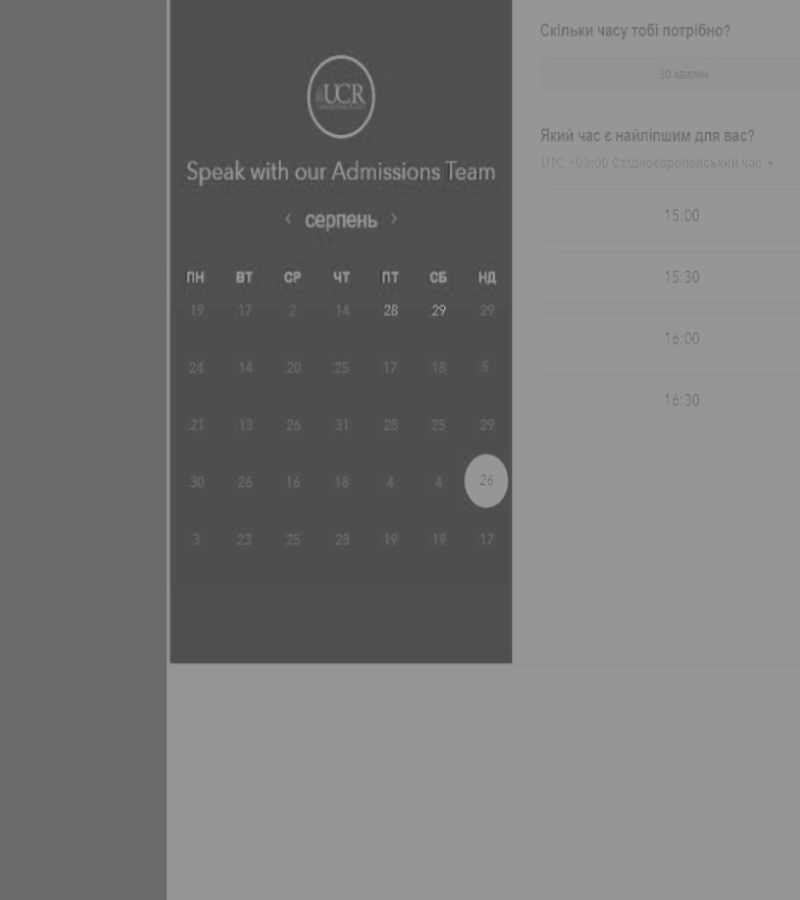 UCR
Speak with our Admissions Team
‹ серпень ›
ПН ВТ СР ЧТ ПТ СБ НД
19 17 2 14 28 29 29
24 14 20 25 17 18 5
21 13 26 31 28 25 29
30 26 16 18 4 4 26
3 23 25 28 19 19 17
Скільки часу тобі потрібно?
30 хвилин
Який час є найліпшим для вас?
UTC +03:00 Східноєвропейський час
15:00
15:30
16:00
16:30